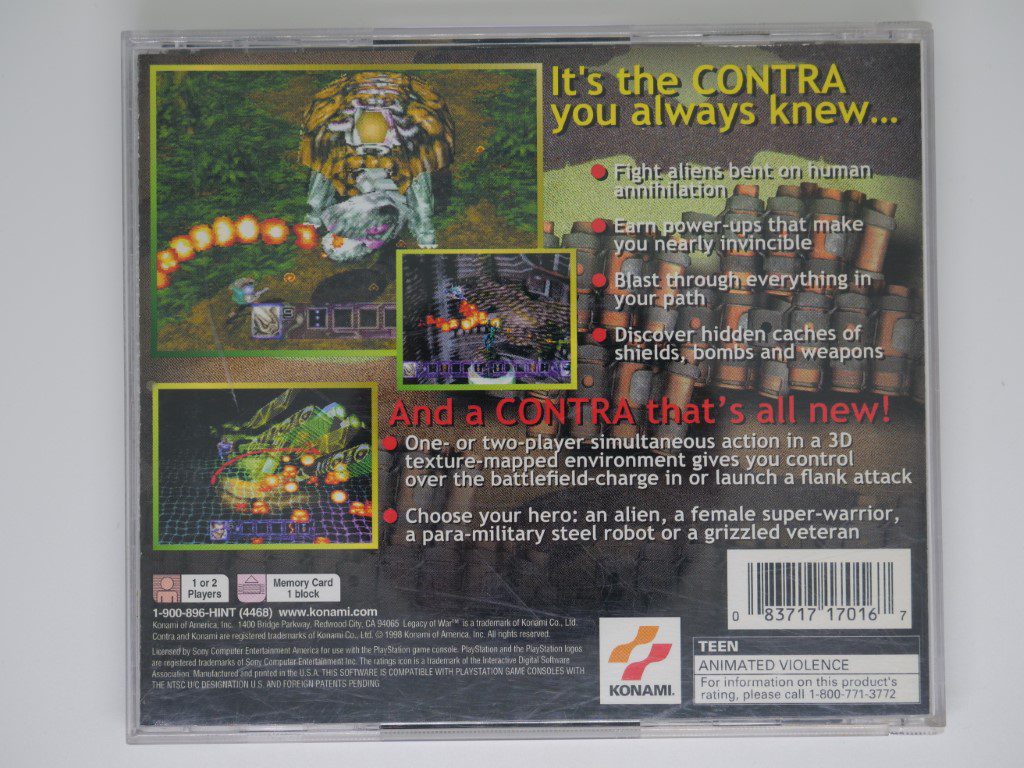 It's the CONTRA
you always knew...
Fight aliens bent on human
annihilation
Earn power-ups that make
you nearly invincible
Blast through everything in
your path
Discover hidden caches of
shields, bombs and weapons
And a CONTRA that's all new!
One- or two-player simultaneous action in a 3D
texture-mapped environment gives you control
over the battlefield-charge in or launch a flank attack
Choose your hero: an alien, a female super-warrior,
a para-military steel robot or a grizzled veteran
1 or 2
Players
Memory Card
1 block
1-900-896-HINT (4468) www.konami.com
Konami of America, Inc. 1400 Bridge Parkway, Redwood City, CA 94065 Legacy of War™ is a trademark of Konami Co., Ltd.
Contra and Konami are registered trademarks of Konami Co., Ltd. © 1998 Konami of America, Inc. All rights reserved.
Licensed by Sony Computer Entertainment America for use with the PlayStation game console. PlayStation and the PlayStation logos
are registered trademarks of Sony Computer Entertainment Inc. The ratings icon is a trademark of the Interactive Digital Software
Association. Manufactured and printed in the U.S.A. THIS SOFTWARE IS COMPATIBLE WITH PLAYSTATION GAME CONSOLES WITH
THE NTSC U/C DESIGNATION U.S. AND FOREIGN PATENTS PENDING
0 83717 17016 7
KONAMI
TEEN
ANIMATED VIOLENCE
For information on this product's
rating, please call 1-800-771-3772